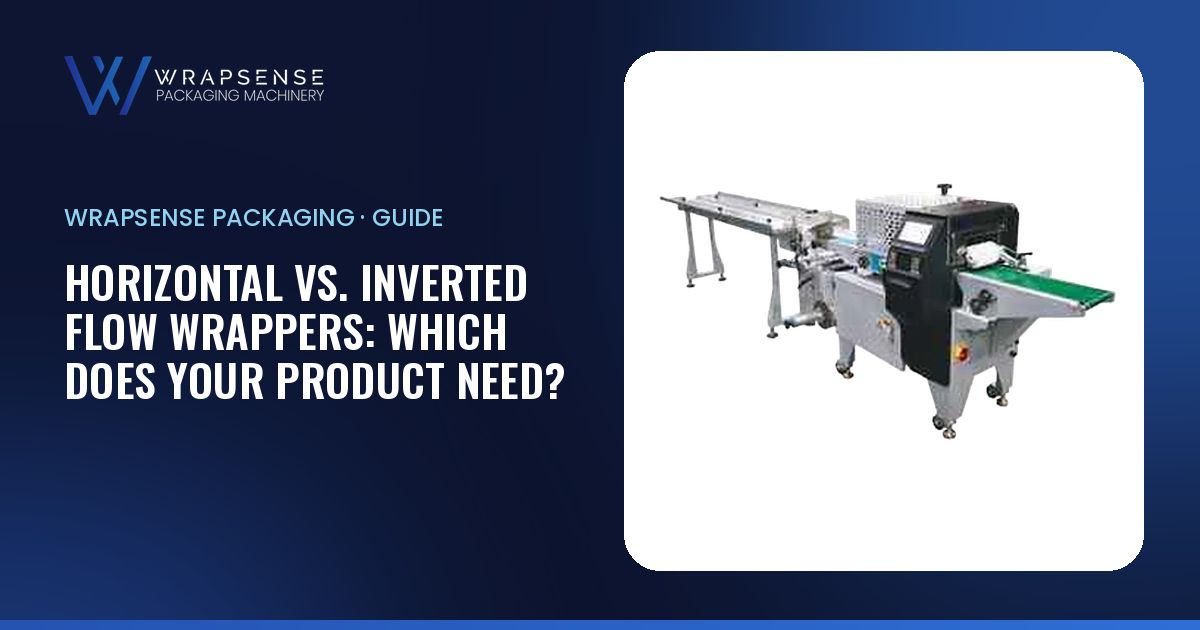 WRAPSENSE
PACKAGING MACHINERY
WRAPSENSE PACKAGING · GUIDE
HORIZONTAL VS. INVERTED
FLOW WRAPPERS: WHICH
DOES YOUR PRODUCT NEED?